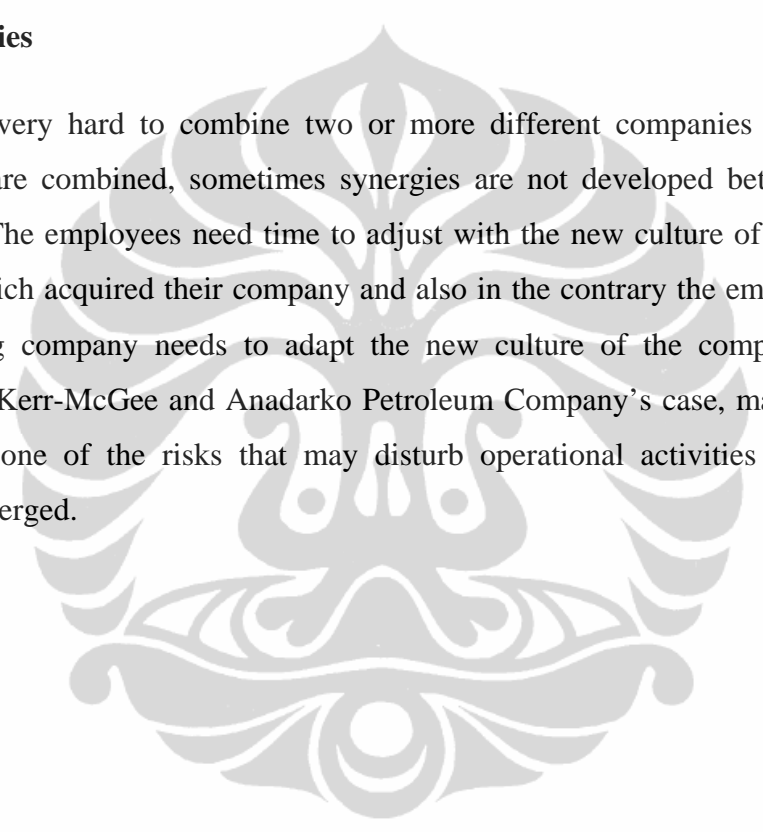 ies
very hard to combine two or more different companies
are combined, sometimes synergies are not developed bet
The employees need time to adjust with the new culture of
ich acquired their company and also in the contrary the em
g company needs to adapt the new culture of the comp
Kerr-McGee and Anadarko Petroleum Company’s case, ma
one of the risks that may disturb operational activities
erged.